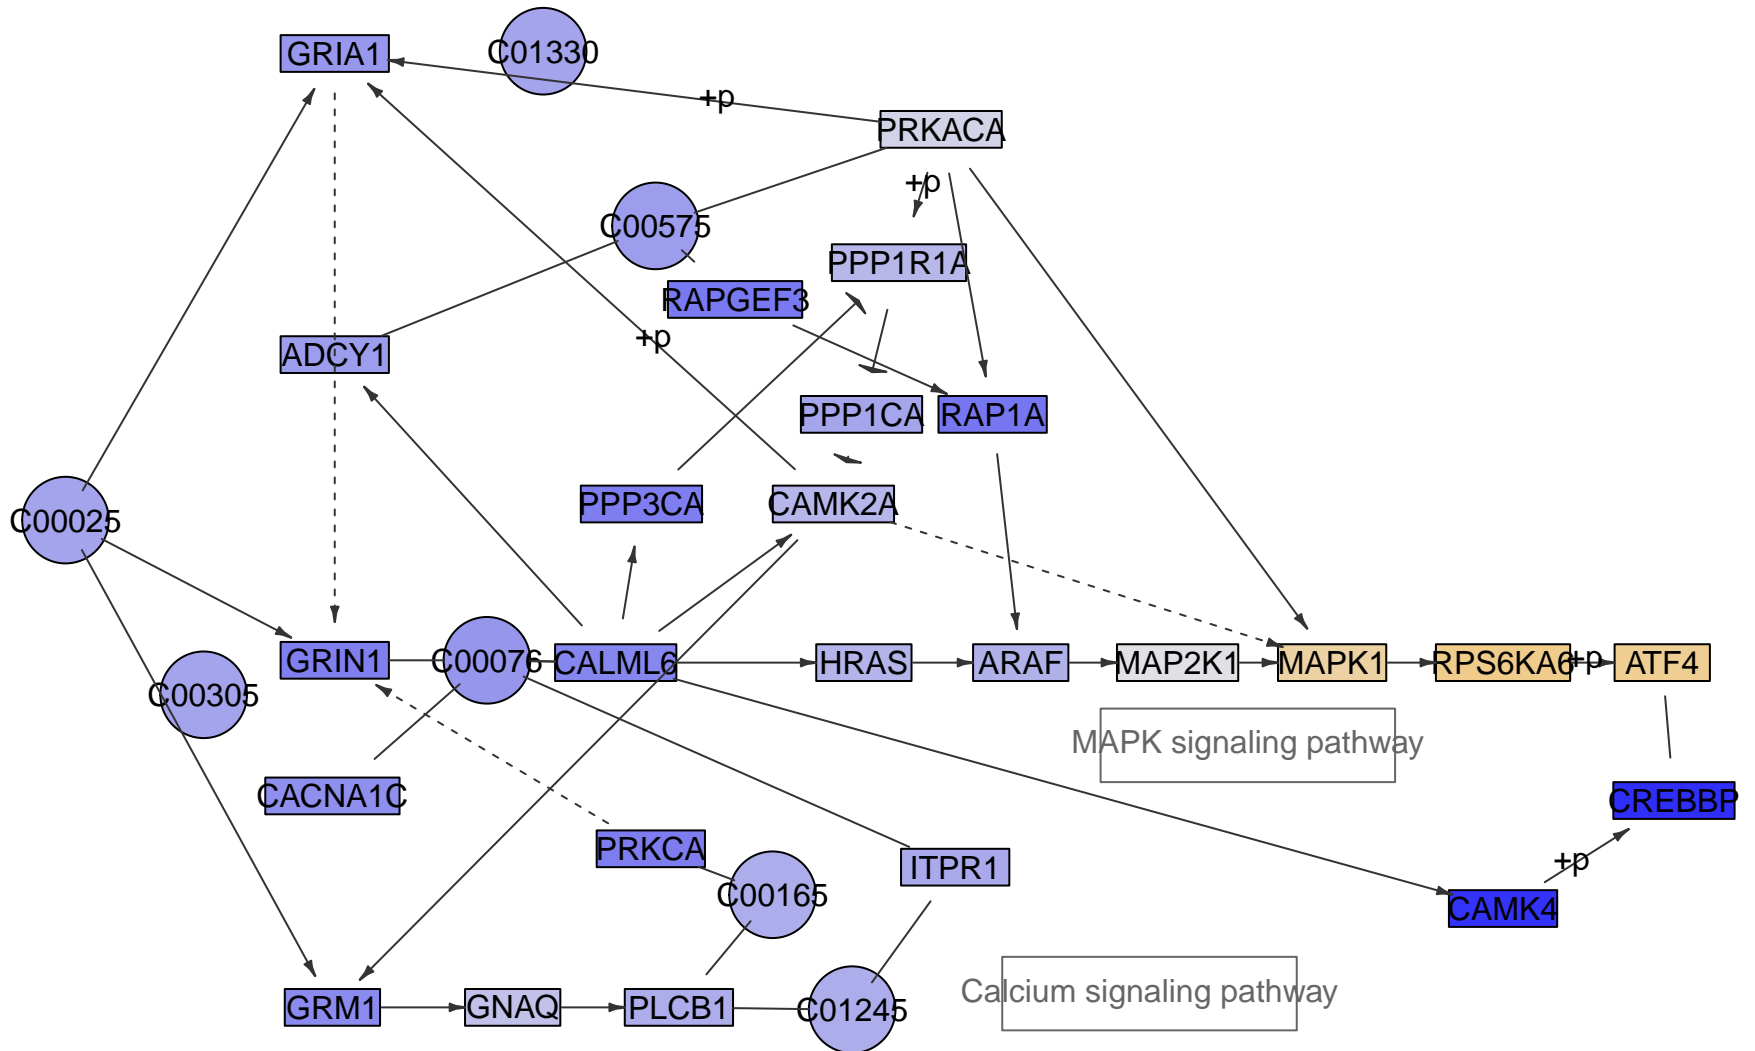 GRIA1
C01330
+p
PRKACA
+p
C00575
PPP1R1A
RAPGEF3
+p
ADCY1
PPP1CA
RAP1A
PPP3CA
CAMK2A
C00025
GRIN1
C00076
CALML6
HRAS
ARAF
MAP2K1
MAPK1
RPS6KA6
+p
ATF4
C00305
MAPK signaling pathway
CACNA1C
CREBBP
PRKCA
ITPR1
+p
C00165
CAMK4
Calcium signaling pathway
GRM1
GNAQ
PLCB1
C01245